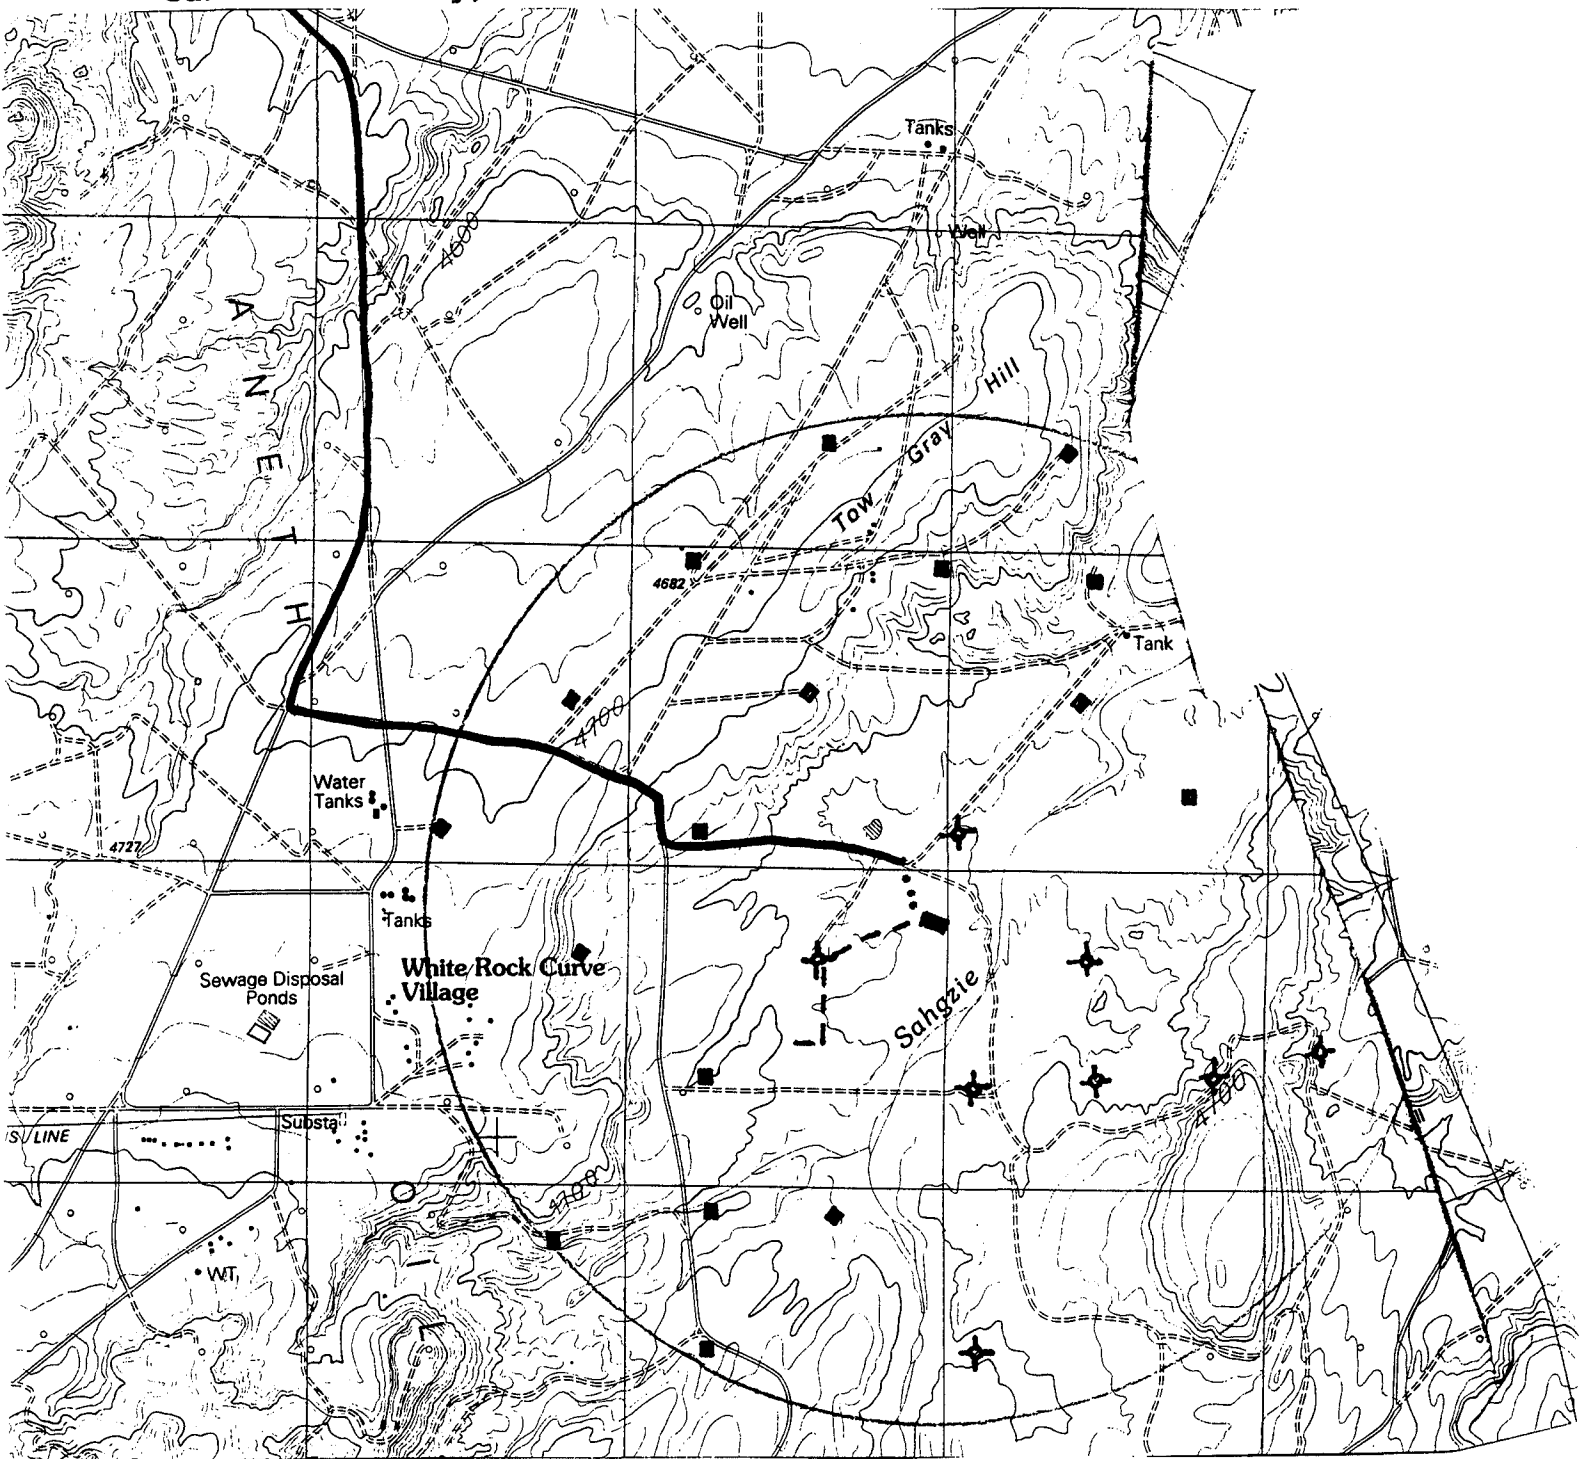 Tanks
4600
Well
Oil
Well
ANETH
Tow Gray Hill
4682
Tank
4700
Water
Tanks
4727
Tanks
White Rock Curve
Village
Sewage Disposal
Ponds
Sahgzie
4700
Substa
S/LINE
4700
WT